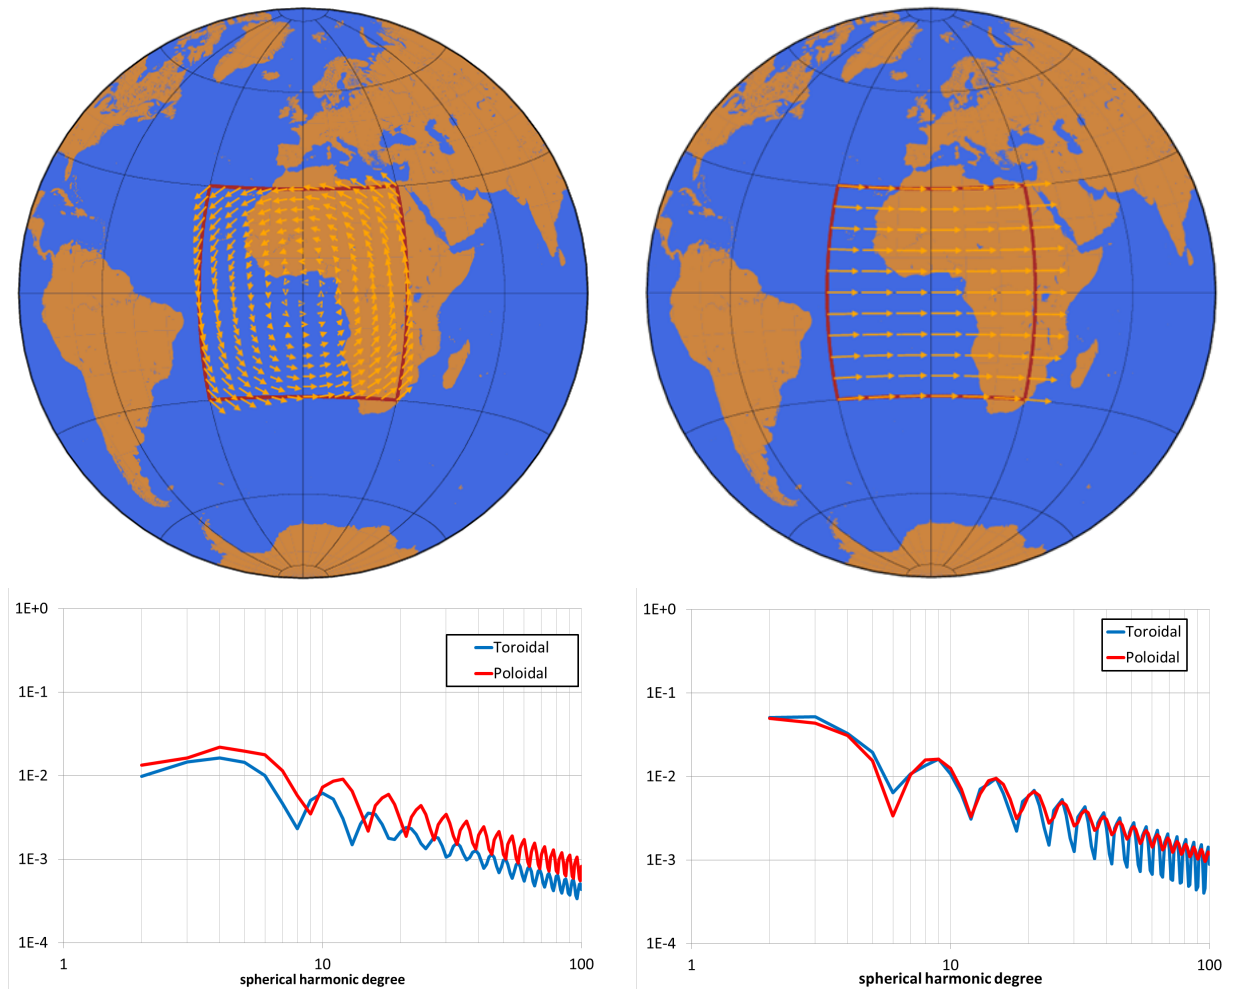 1E+0
1E-1
1E-2
1E-3
1E-4
Toroidal
Poloidal
1
10
100
spherical harmonic degree
1E+0
1E-1
1E-2
1E-3
1E-4
Toroidal
Poloidal
1
10
100
spherical harmonic degree